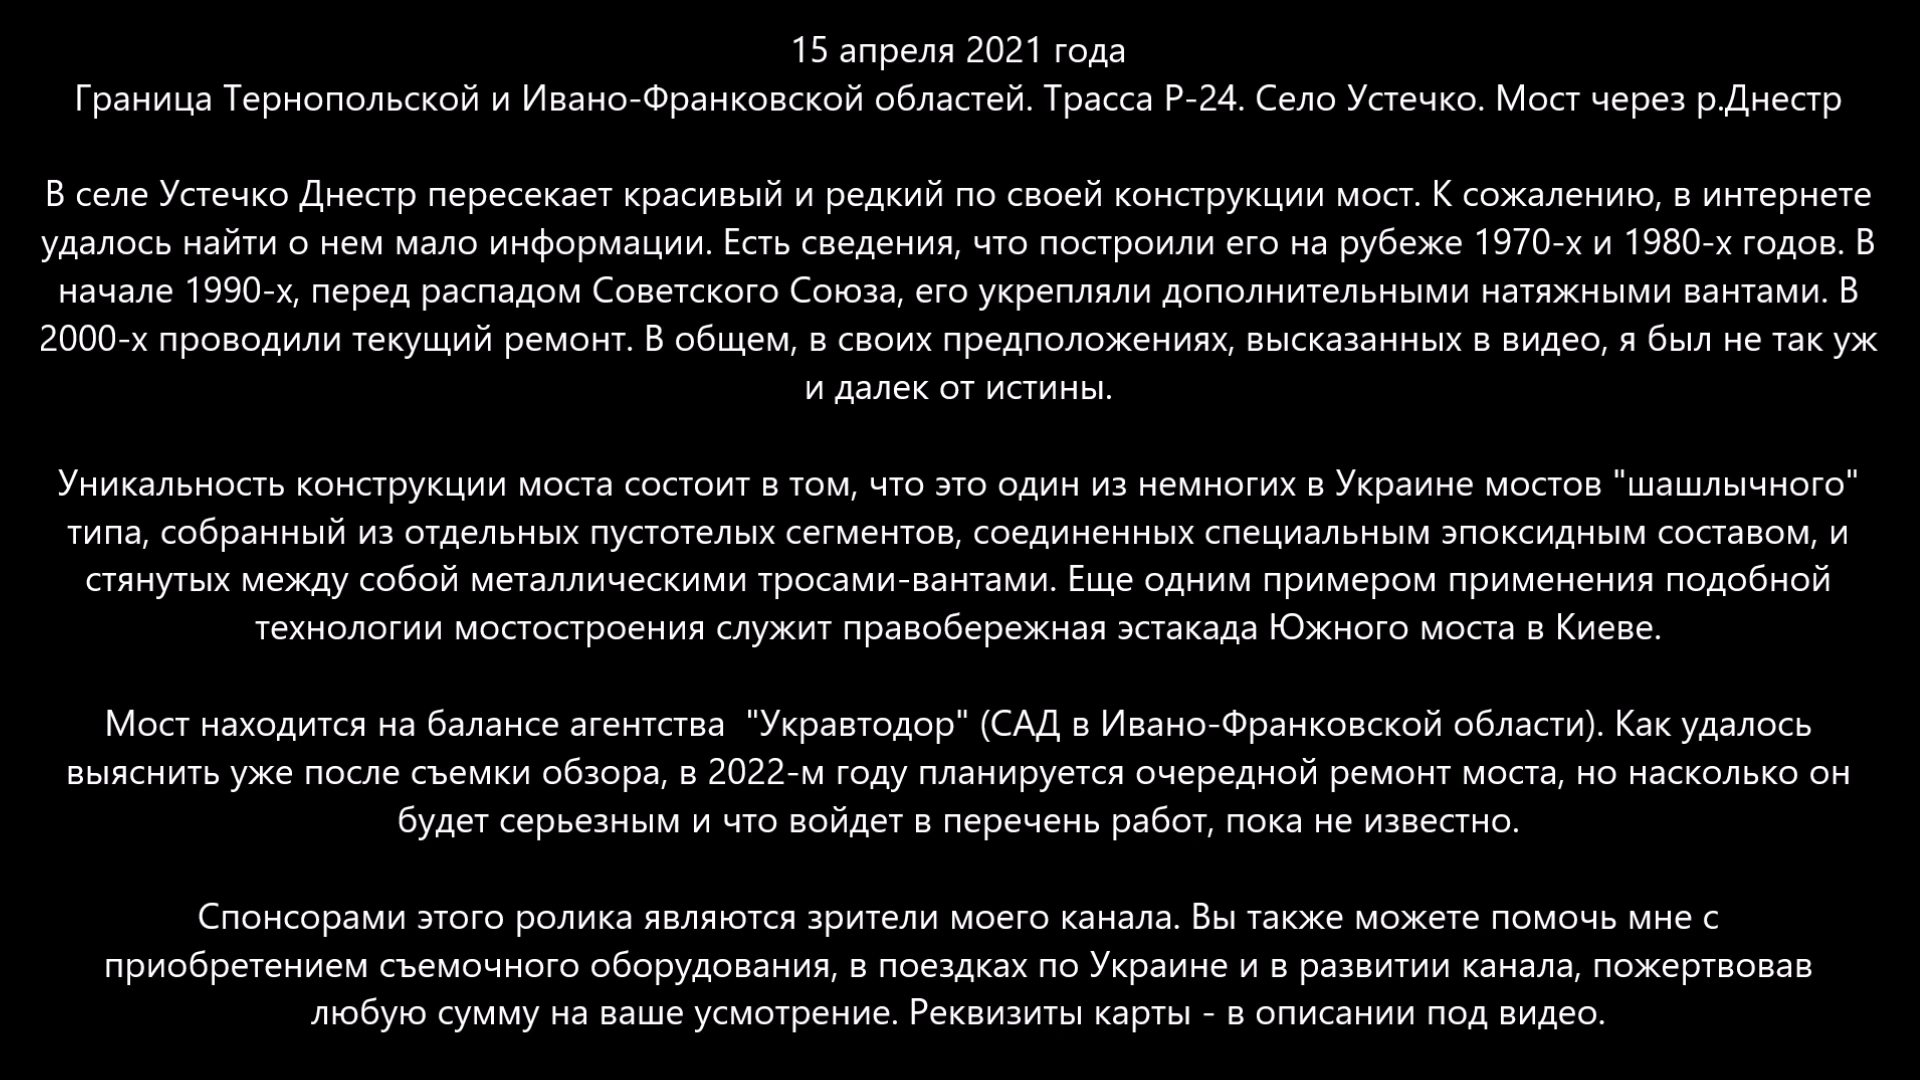 15 апреля 2021 года
Граница Тернопольской и Ивано-Франковской областей. Трасса Р-24. Село Устечко. Мост через р.Днестр
В селе Устечко Днестр пересекает красивый и редкий по своей конструкции мост. К сожалению, в интернете
удалось найти о нем мало информации. Есть сведения, что построили его на рубеже 1970-х и 1980-х годов. В
начале 1990-х, перед распадом Советского Союза, его укрепляли дополнительными натяжными вантами. В
2000-х проводили текущий ремонт. В общем, в своих предположениях, высказанных в видео, я был не так уж
и далек от истины.
Уникальность конструкции моста состоит в том, что это один из немногих в Украине мостов "шашлычного"
типа, собранный из отдельных пустотелых сегментов, соединенных специальным эпоксидным составом, и
стянутых между собой металлическими тросами-вантами. Еще одним примером применения подобной
технологии мостостроения служит правобережная эстакада Южного моста в Киеве.
Мост находится на балансе агентства  "Укравтодор" (САД в Ивано-Франковской области). Как удалось
выяснить уже после съемки обзора, в 2022-м году планируется очередной ремонт моста, но насколько он
будет серьезным и что войдет в перечень работ, пока не известно.
Спонсорами этого ролика являются зрители моего канала. Вы также можете помочь мне с
приобретением съемочного оборудования, в поездках по Украине и в развитии канала, пожертвовав
любую сумму на ваше усмотрение. Реквизиты карты - в описании под видео.